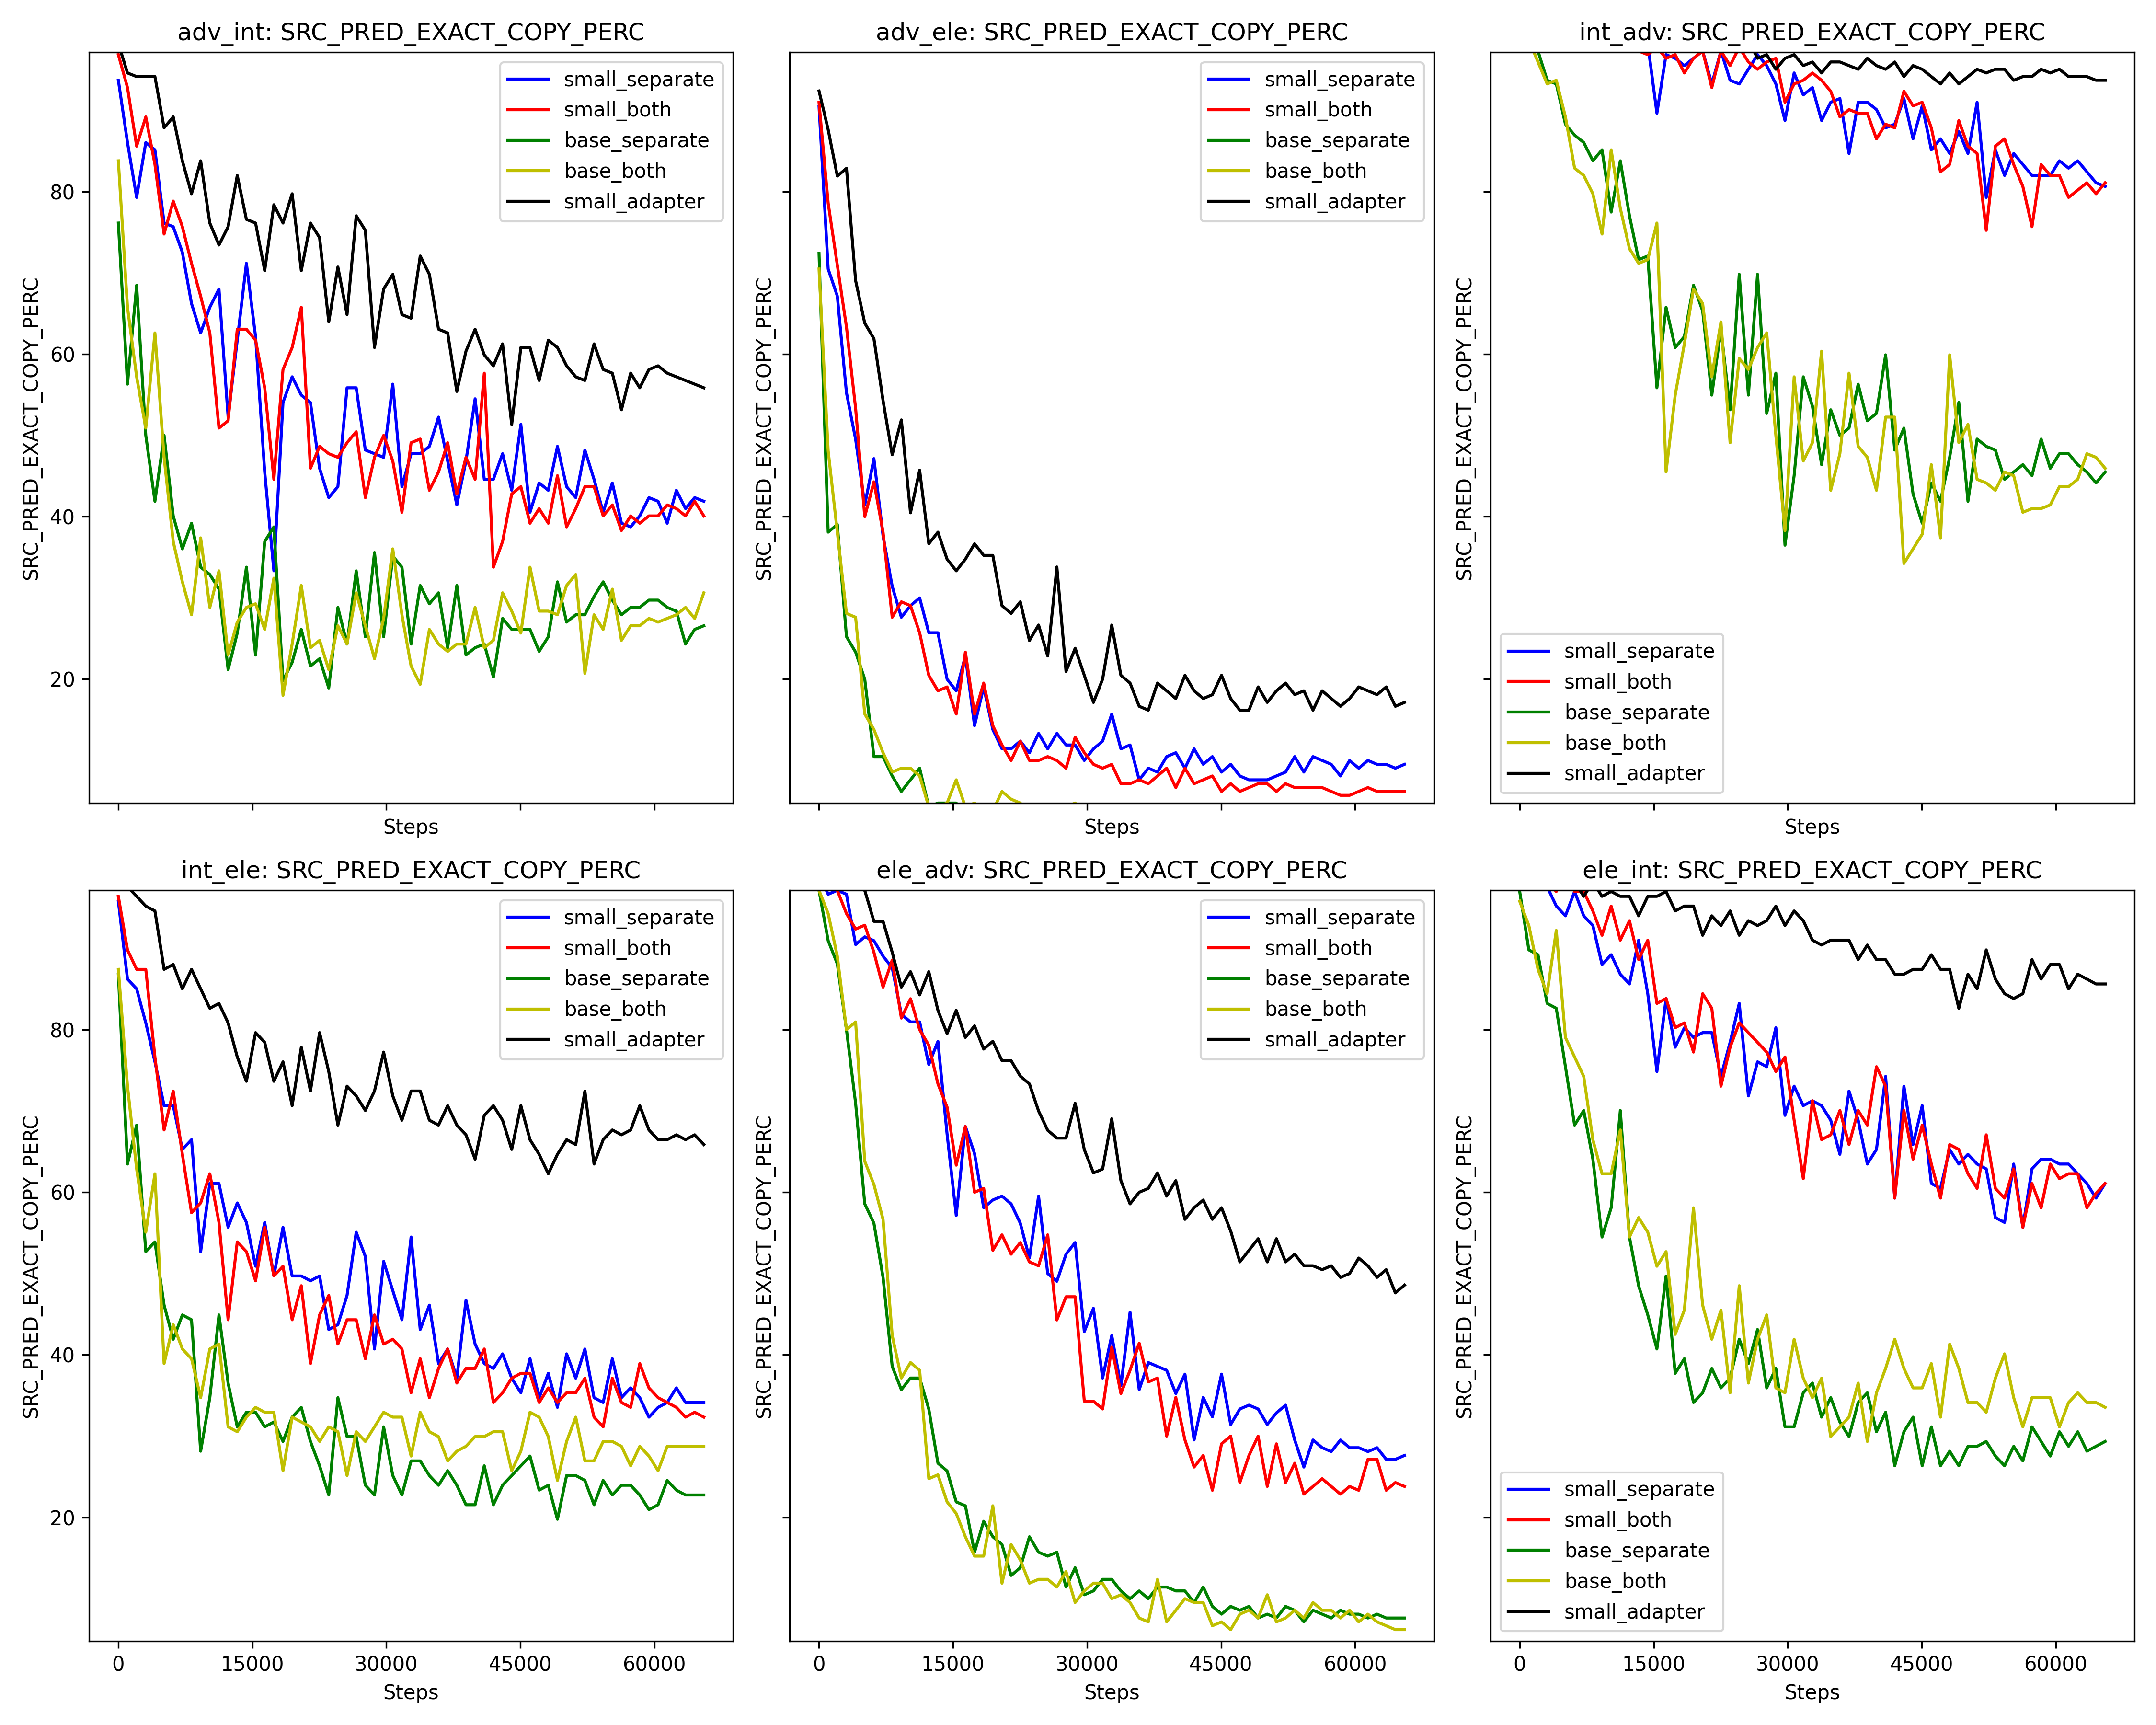 adv_int: SRC_PRED_EXACT_COPY_PERC
SRC_PRED_EXACT_COPY_PERC
80
60
40
20
small_separate
small_both
base_separate
base_both
small_adapter
Steps
adv_ele: SRC_PRED_EXACT_COPY_PERC
SRC_PRED_EXACT_COPY_PERC
small_separate
small_both
base_separate
base_both
small_adapter
Steps
int_adv: SRC_PRED_EXACT_COPY_PERC
SRC_PRED_EXACT_COPY_PERC
small_separate
small_both
base_separate
base_both
small_adapter
Steps
int_ele: SRC_PRED_EXACT_COPY_PERC
SRC_PRED_EXACT_COPY_PERC
80
60
40
20
small_separate
small_both
base_separate
base_both
small_adapter
0 15000 30000 45000 60000
Steps
ele_adv: SRC_PRED_EXACT_COPY_PERC
SRC_PRED_EXACT_COPY_PERC
small_separate
small_both
base_separate
base_both
small_adapter
0 15000 30000 45000 60000
Steps
ele_int: SRC_PRED_EXACT_COPY_PERC
SRC_PRED_EXACT_COPY_PERC
small_separate
small_both
base_separate
base_both
small_adapter
0 15000 30000 45000 60000
Steps